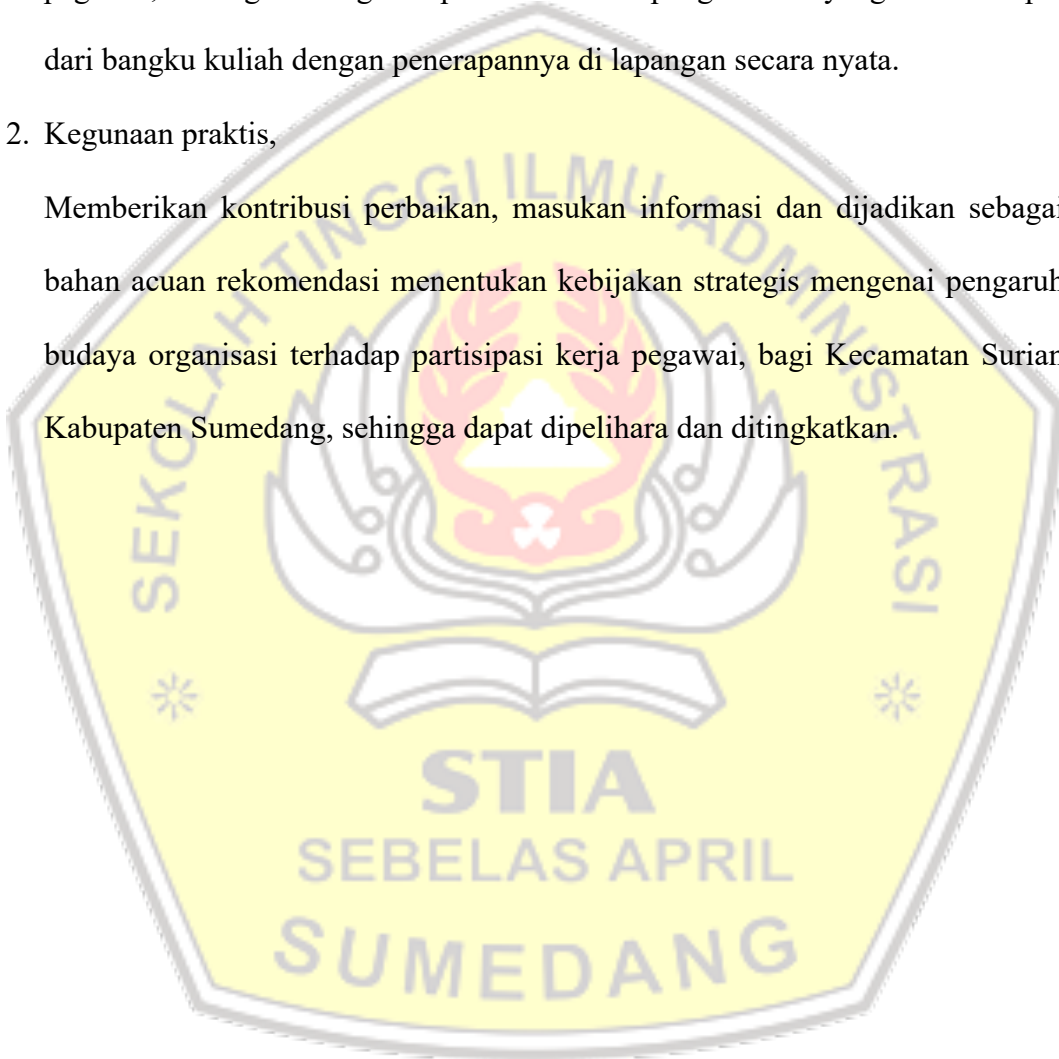 dari bangku kuliah dengan penerapannya di lapangan secara nyata.
2. Kegunaan praktis,
Memberikan kontribusi perbaikan, masukan informasi dan dijadikan sebagai
bahan acuan rekomendasi menentukan kebijakan strategis mengenai pengaruh
budaya organisasi terhadap partisipasi kerja pegawai, bagi Kecamatan Surian
Kabupaten Sumedang, sehingga dapat dipelihara dan ditingkatkan.
SEKOLAH TINGGI ILMU ADMINISTRASI
STIA
SEBELAS APRIL
SUMEDANG